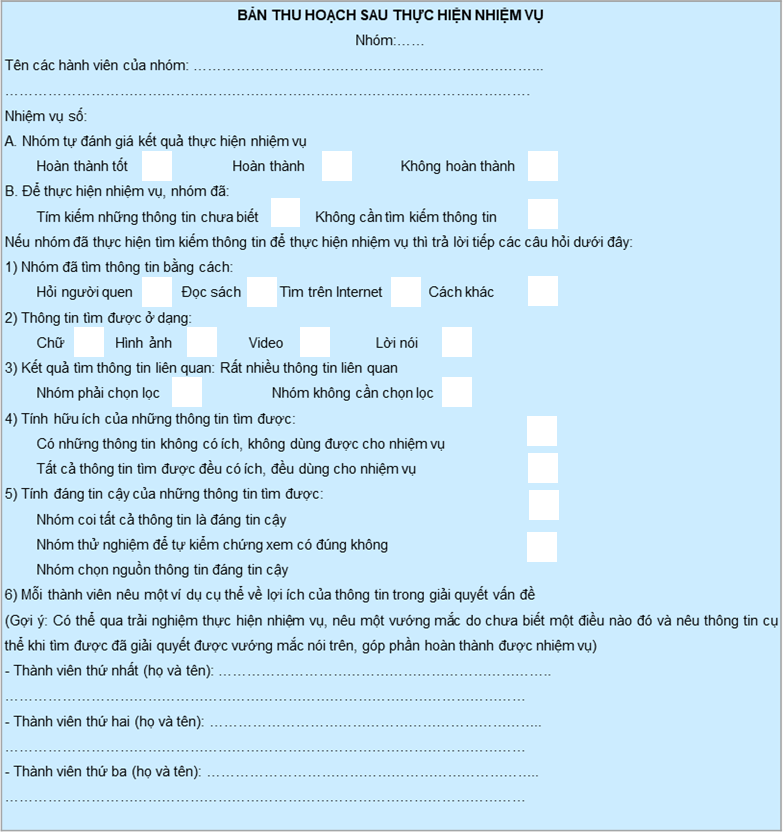 BẢN THU HOẠCH SAU THỰC HIỆN NHIỆM VỤ
Nhóm:……
Tên các hành viên của nhóm: ………………………………………………………………..
……………………………………………………………………………………………….
Nhiệm vụ số:
A. Nhóm tự đánh giá kết quả thực hiện nhiệm vụ
Hoàn thành tốt Hoàn thành Không hoàn thành
B. Để thực hiện nhiệm vụ, nhóm đã:
Tím kiếm những thông tin chưa biết Không cần tìm kiếm thông tin
Nếu nhóm đã thực hiện tìm kiếm thông tin để thực hiện nhiệm vụ thì trả lời tiếp các câu hỏi dưới đây:
1) Nhóm đã tìm thông tin bằng cách:
Hỏi người quen Đọc sách Tìm trên Internet Cách khác
2) Thông tin tìm được ở dạng:
Chữ Hình ảnh Video Lời nói
3) Kết quả tìm thông tin liên quan: Rất nhiều thông tin liên quan
Nhóm phải chọn lọc Nhóm không cần chọn lọc
4) Tính hữu ích của những thông tin tìm được:
Có những thông tin không có ích, không dùng được cho nhiệm vụ
Tất cả thông tin tìm được đều có ích, đều dùng cho nhiệm vụ
5) Tính đáng tin cậy của những thông tin tìm được:
Nhóm coi tất cả thông tin là đáng tin cậy
Nhóm thử nghiệm để tự kiểm chứng xem có đúng không
Nhóm chọn nguồn thông tin đáng tin cậy
6) Mỗi thành viên nêu một ví dụ cụ thể về lợi ích của thông tin trong giải quyết vấn đề
(Gợi ý: Có thể qua trải nghiệm thực hiện nhiệm vụ, nêu một vướng mắc do chưa biết một điều nào đó và nêu thông tin cụ
thể khi tìm được đã giải quyết được vướng mắc nói trên, góp phần hoàn thành được nhiệm vụ)
- Thành viên thứ nhất (họ và tên): ……………………………………………………………..
………………………………………………………………………………………………
- Thành viên thứ hai (họ và tên): ……………………………………………………………..
………………………………………………………………………………………………
- Thành viên thứ ba (họ và tên): ……………………………………………………………..
………………………………………………………………………………………………